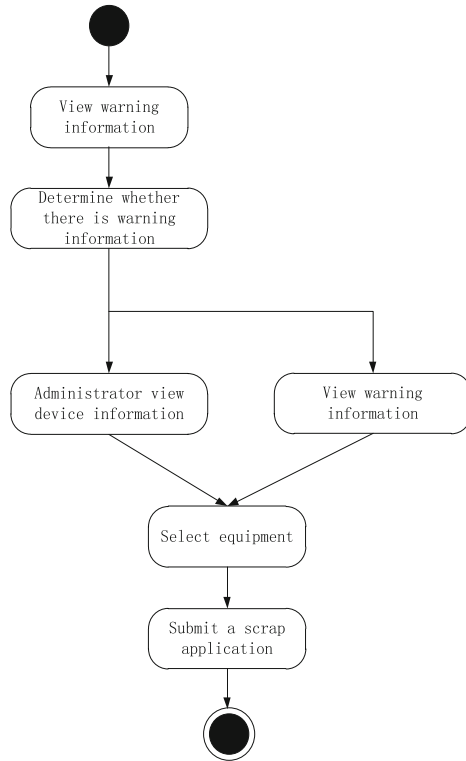 View warning
information
Determine whether
there is warning
information
Administrator view
device information
View warning
information
Select equipment
Submit a scrap
application